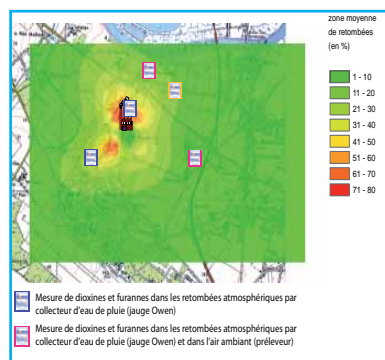 zone moyenne
de retombées
(en %)
1 - 10
11 - 20
21 - 30
31 - 40
41 - 50
51 - 60
61 - 70
71 - 80
Mesure de dioxines et furannes dans les retombées atmosphériques par
collecteur d'eau de pluie (jauge Owen)
Mesure de dioxines et furannes dans les retombées atmosphériques par
collecteur d'eau de pluie (jauge Owen) et dans l'air ambiant (préleveur)